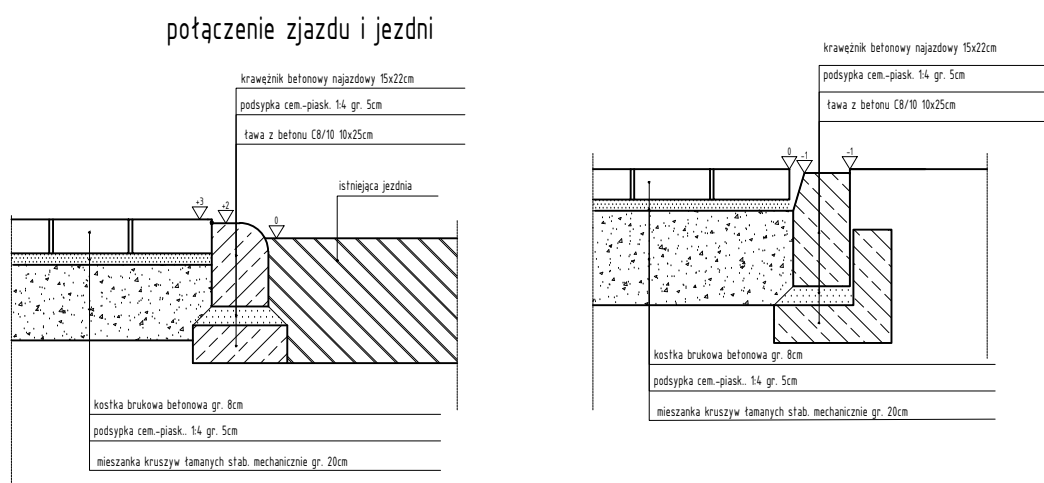 połączenie zjazdu i jezdni
krawężnik betonowy najazdowy 15x22cm
podsypka cem.-piask. 1:4 gr. 5cm
ława z betonu C8/10 10x25cm
istniejąca jezdnia
+3
+2
0
kostka brukowa betonowa gr. 8cm
podsypka cem.-piask.. 1:4 gr. 5cm
mieszanka kruszyw łamanych stab. mechanicznie gr. 20cm
krawężnik betonowy najazdowy 15x22cm
podsypka cem.-piask. 1:4 gr. 5cm
ława z betonu C8/10 10x25cm
0
-1
-1
kostka brukowa betonowa gr. 8cm
podsypka cem.-piask.. 1:4 gr. 5cm
mieszanka kruszyw łamanych stab. mechanicznie gr. 20cm